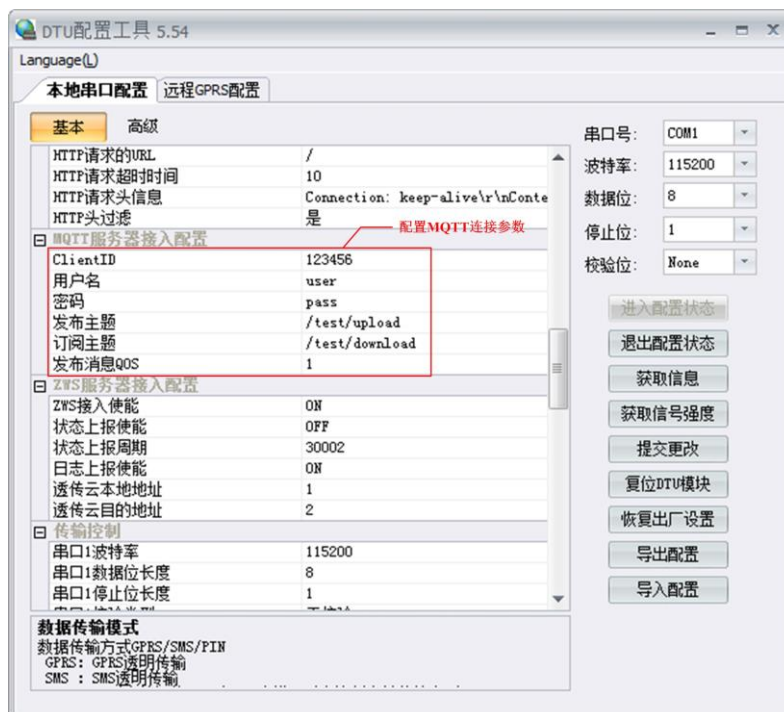 DTU配置工具 5.54
Language(L)
本地串口配置 远程GPRS配置
基本 高级
HTTP请求的URL /
HTTP请求超时时间 10
HTTP请求头信息 Connection: keep-alive\r\nConte
HTTP头过滤 是
配置MQTT连接参数
MQTT服务器接入配置
ClientID 123456
用户名 user
密码 pass
发布主题 /test/upload
订阅主题 /test/download
发布消息QOS 1
ZWS服务器接入配置
ZWS接入使能 ON
状态上报使能 OFF
状态上报周期 30002
日志上报使能 ON
透传云本地地址 1
透传云目的地址 2
传输控制
串口1波特率 115200
串口1数据位长度 8
串口1停止位长度 1
数据传输模式
数据传输方式GPRS/SMS/PIN
GPRS: GPRS透明传输
SMS : SMS透明传输
串口号: COM1
波特率: 115200
数据位: 8
停止位: 1
校验位: None
进入配置状态
退出配置状态
获取信息
获取信号强度
提交更改
复位DTU模块
恢复出厂设置
导出配置
导入配置